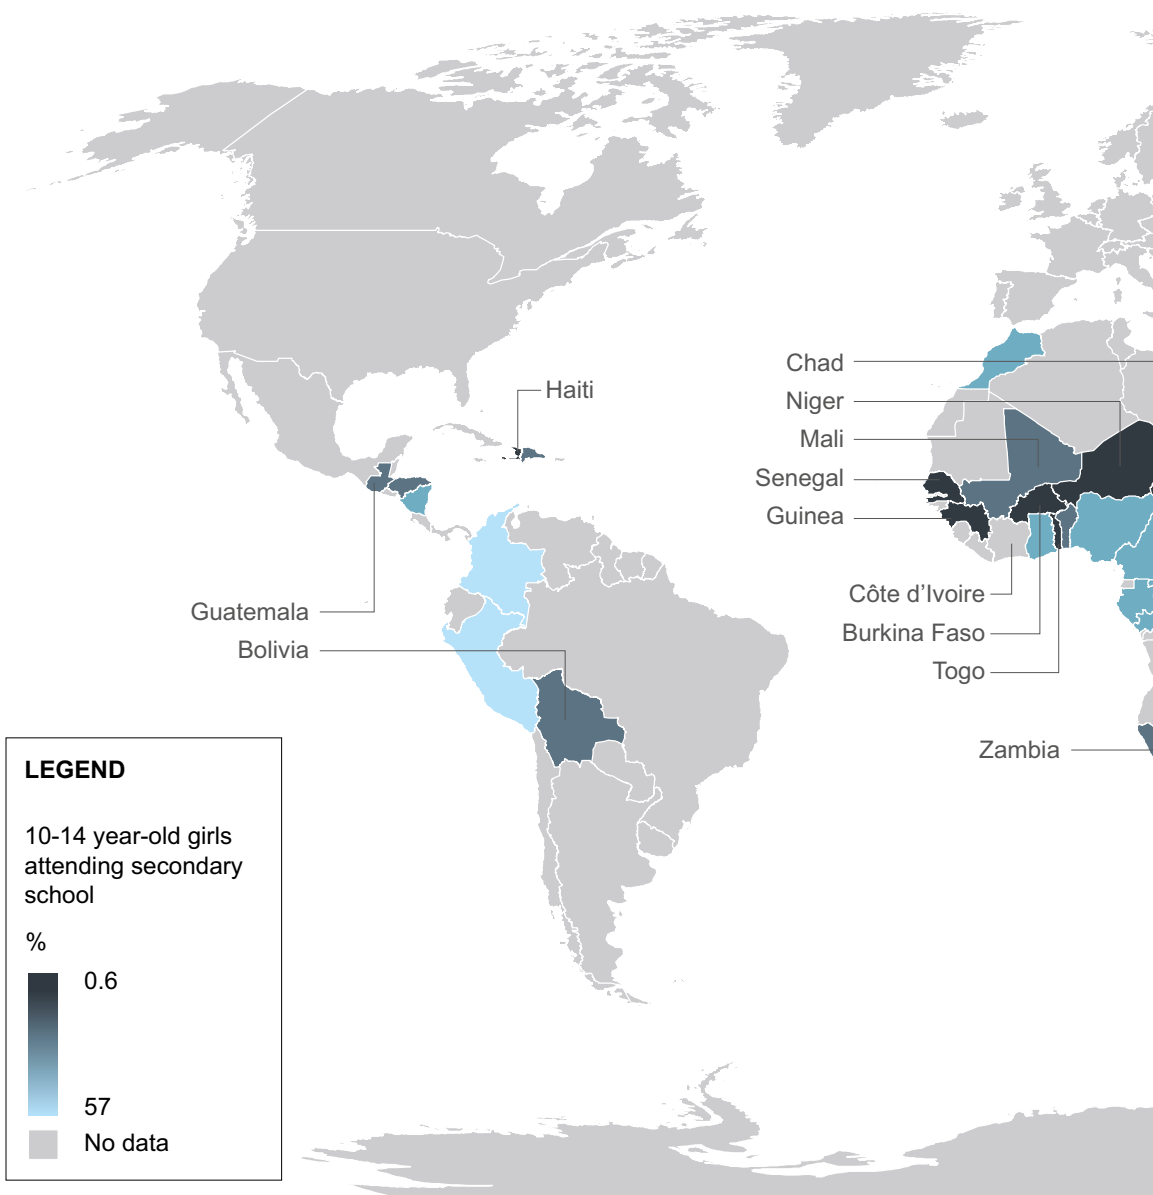 Haiti
Chad
Niger
Mali
Senegal
Guinea
Côte d’Ivoire
Guatemala
Burkina Faso
Bolivia
Togo
Zambia
LEGEND
10-14 year-old girls
attending secondary
school
%
0.6
57
No data